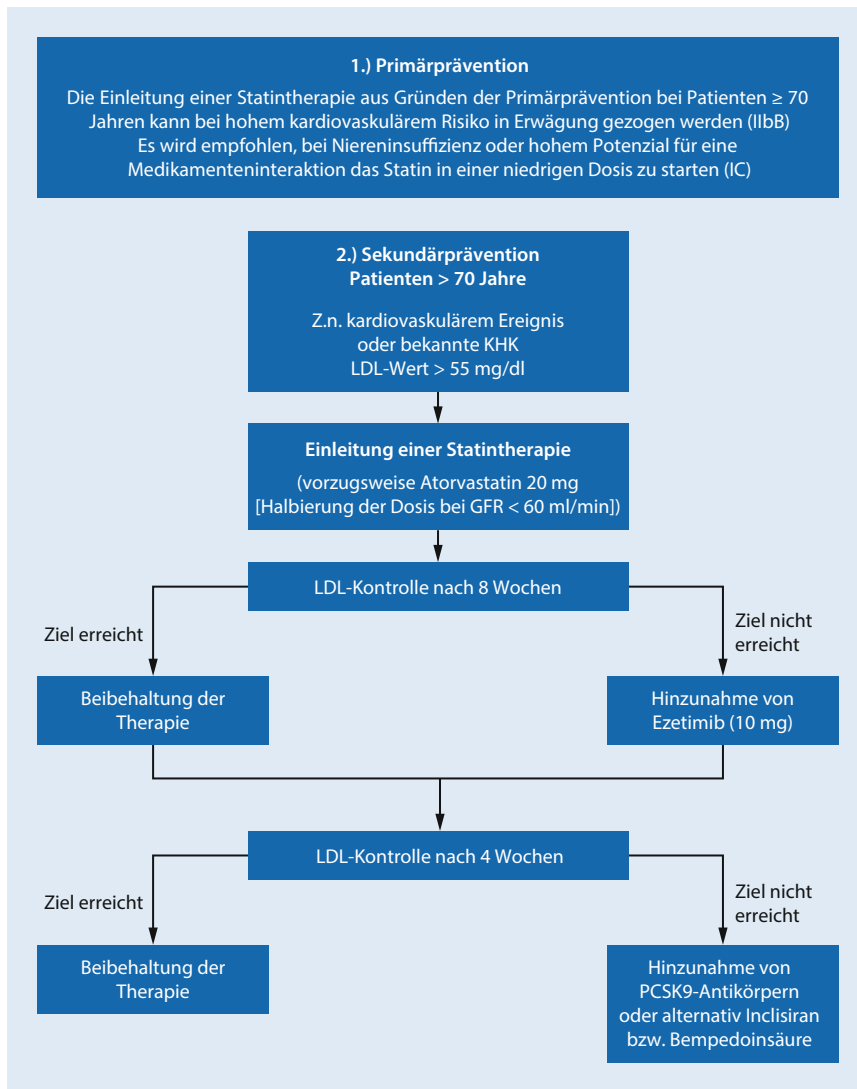 1.) Primärprävention
Die Einleitung einer Statintherapie aus Gründen der Primärprävention bei Patienten ≥ 70
Jahren kann bei hohem kardiovaskulärem Risiko in Erwägung gezogen werden (IIbB)
Es wird empfohlen, bei Niereninsuffizienz oder hohem Potenzial für eine
Medikamenteninteraktion das Statin in einer niedrigen Dosis zu starten (IC)
2.) Sekundärprävention
Patienten > 70 Jahre
Z.n. kardiovaskulärem Ereignis
oder bekannte KHK
LDL-Wert > 55 mg/dl
Einleitung einer Statintherapie
(vorzugsweise Atorvastatin 20 mg
[Halbierung der Dosis bei GFR < 60 ml/min])
LDL-Kontrolle nach 8 Wochen
Ziel erreicht
Ziel nicht
erreicht
Beibehaltung der
Therapie
Hinzunahme von
Ezetimib (10 mg)
LDL-Kontrolle nach 4 Wochen
Ziel erreicht
Ziel nicht
erreicht
Beibehaltung der
Therapie
Hinzunahme von
PCSK9-Antikörpern
oder alternativ Inclisiran
bzw. Bempedoinsäure